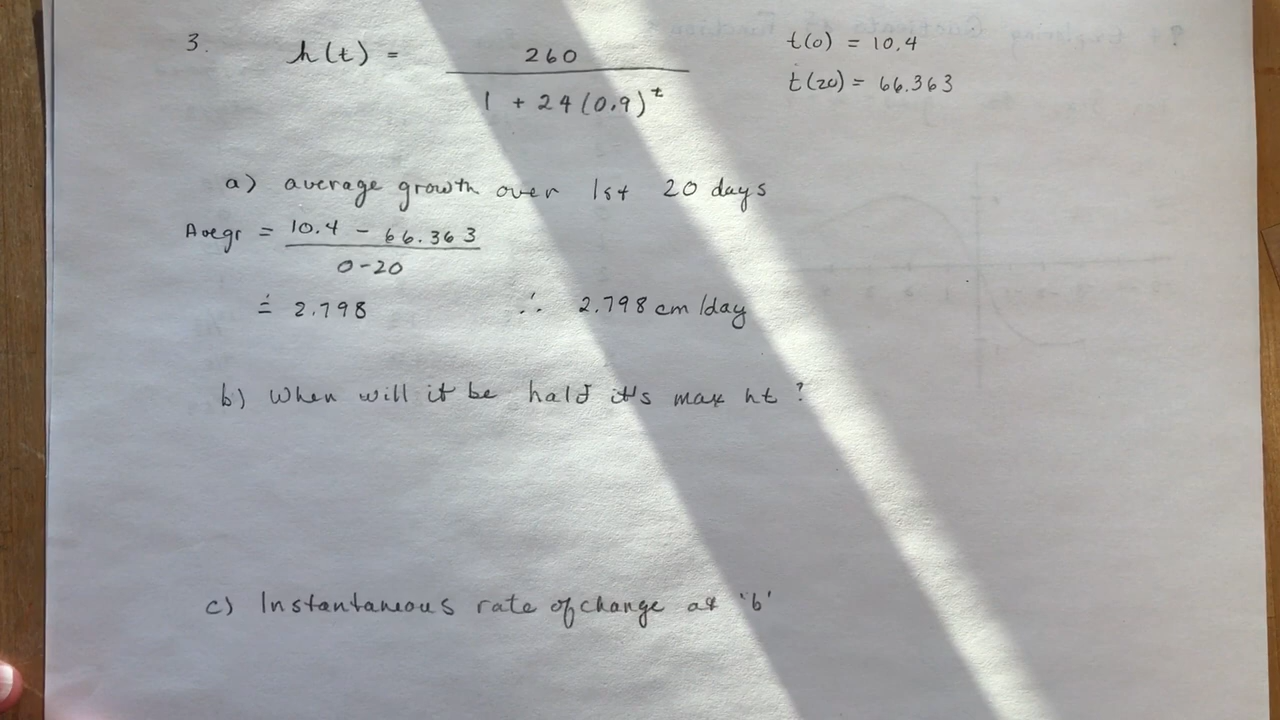 3.
h(t) = 260 / 1 + 24(0.9)^t
t(0) = 10.4
t(20) = 66.363
a) average growth over 1st 20 days
Avegr = 10.4 - 66.363 / 0-20
≐ 2.798 ∴ 2.798 cm/day
b) When will it be half it's max ht ?
c) Instantaneous rate of change at 'b'